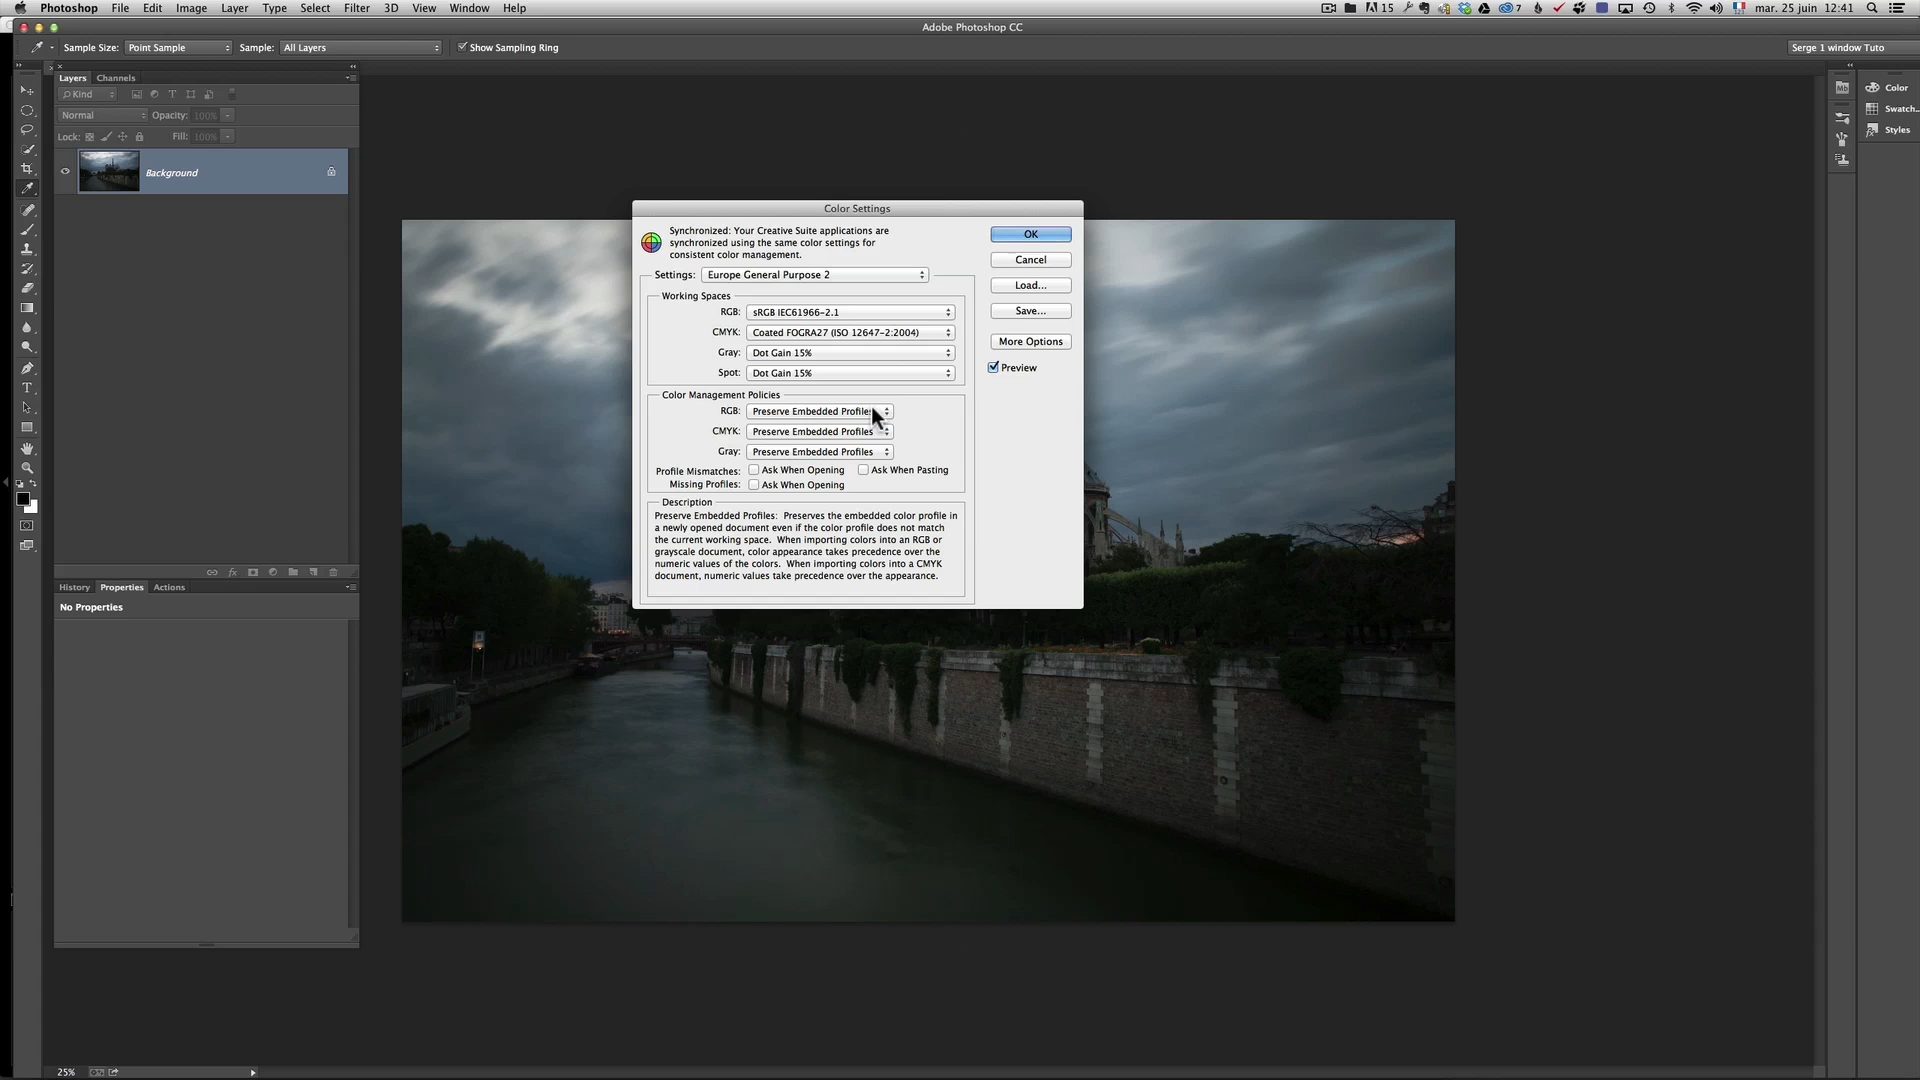 Photoshop File Edit Image Layer Type Select Filter 3D View Window Help 15 7 mar. 25 juin 12:41
Adobe Photoshop CC
Sample Size: Point Sample Sample: All Layers Show Sampling Ring Serge 1 window Tuto
Layers Channels
Kind
Normal Opacity: 100%
Lock: Fill: 100%
Background
Mb Color
Swatch...
Styles
Color Settings
Synchronized: Your Creative Suite applications are
synchronized using the same color settings for
consistent color management.
OK
Cancel
Load...
Save...
More Options
Preview
Settings: Europe General Purpose 2
Working Spaces
RGB: sRGB IEC61966-2.1
CMYK: Coated FOGRA27 (ISO 12647-2:2004)
Gray: Dot Gain 15%
Spot: Dot Gain 15%
Color Management Policies
RGB: Preserve Embedded Profiles
CMYK: Preserve Embedded Profiles
Gray: Preserve Embedded Profiles
Profile Mismatches: Ask When Opening Ask When Pasting
Missing Profiles: Ask When Opening
Description
Preserve Embedded Profiles: Preserves the embedded color profile in
a newly opened document even if the color profile does not match
the current working space. When importing colors into an RGB or
grayscale document, color appearance takes precedence over the
numeric values of the colors. When importing colors into a CMYK
document, numeric values take precedence over the appearance.
History Properties Actions
No Properties
25%